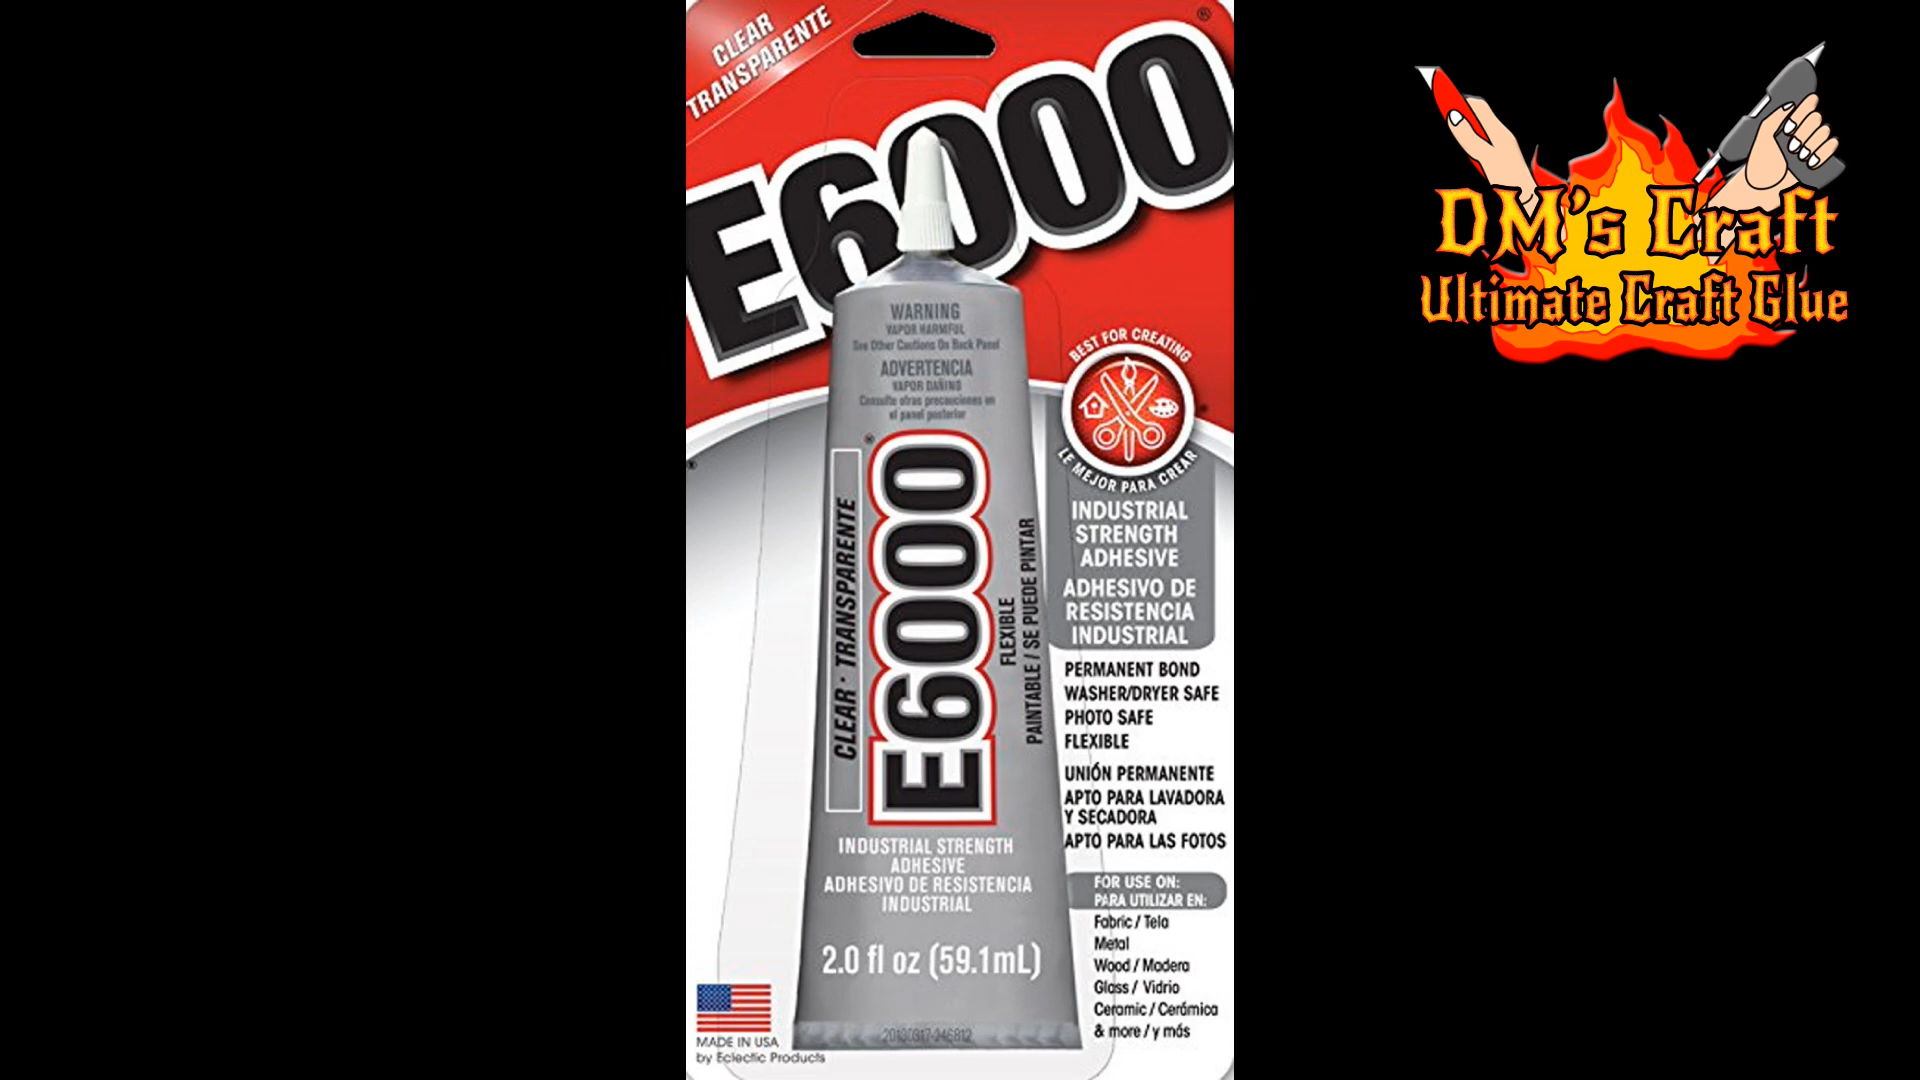 CLEAR
TRANSPARENTE
E6000
®
WARNING
VAPOR HARMFUL
See Other Cautions On Back Panel
ADVERTENCIA
VAPOR DAÑINO
Consulte otras precauciones en
el panel posterior
CLEAR · TRANSPARENTE
E6000
®
FLEXIBLE
PAINTABLE / SE PUEDE PINTAR
INDUSTRIAL STRENGTH
ADHESIVE
ADHESIVO DE RESISTENCIA
INDUSTRIAL
2.0 fl oz (59.1mL)
MADE IN USA
by Eclectic Products
BEST FOR CREATING
LE MEJOR PARA CREAR
INDUSTRIAL
STRENGTH
ADHESIVE
ADHESIVO DE
RESISTENCIA
INDUSTRIAL
PERMANENT BOND
WASHER/DRYER SAFE
PHOTO SAFE
FLEXIBLE
UNIÓN PERMANENTE
APTO PARA LAVADORA
Y SECADORA
APTO PARA LAS FOTOS
FOR USE ON:
PARA UTILIZAR EN:
Fabric / Tela
Metal
Wood / Madera
Glass / Vidrio
Ceramic / Cerámica
& more / y más
DM's Craft
Ultimate Craft Glue